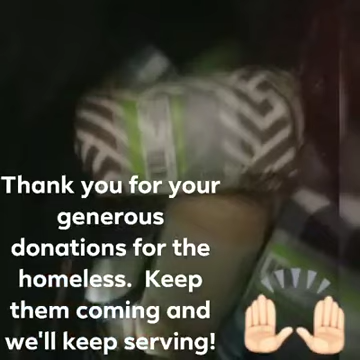 Thank you for your
generous
donations for the
homeless.  Keep
them coming and
we'll keep serving!